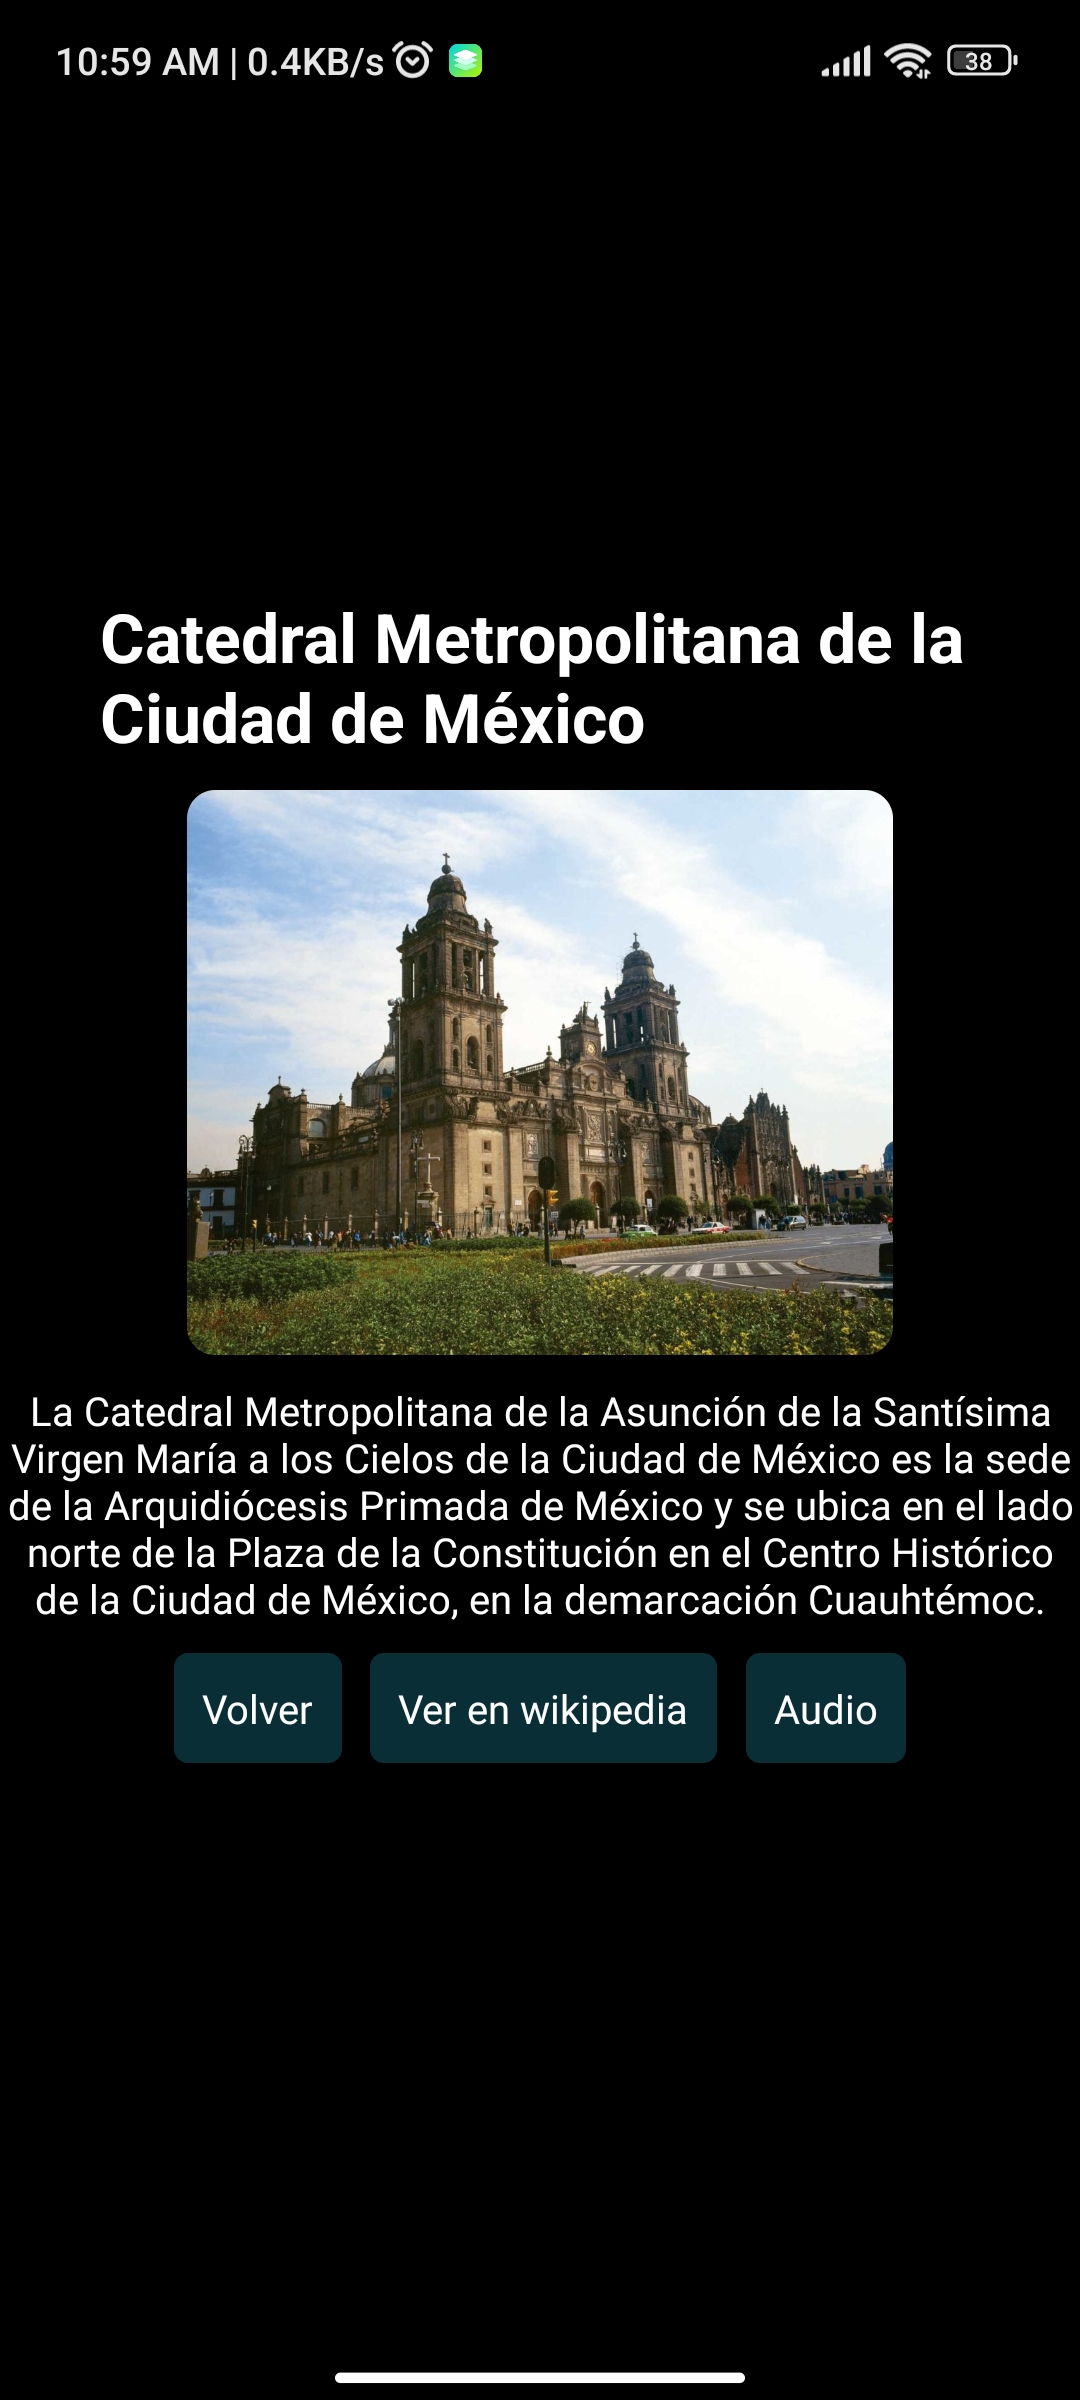 10:59 AM | 0.4KB/s 38
Catedral Metropolitana de la
Ciudad de México
La Catedral Metropolitana de la Asunción de la Santísima
Virgen María a los Cielos de la Ciudad de México es la sede
de la Arquidiócesis Primada de México y se ubica en el lado
norte de la Plaza de la Constitución en el Centro Histórico
de la Ciudad de México, en la demarcación Cuauhtémoc.
Volver Ver en wikipedia Audio